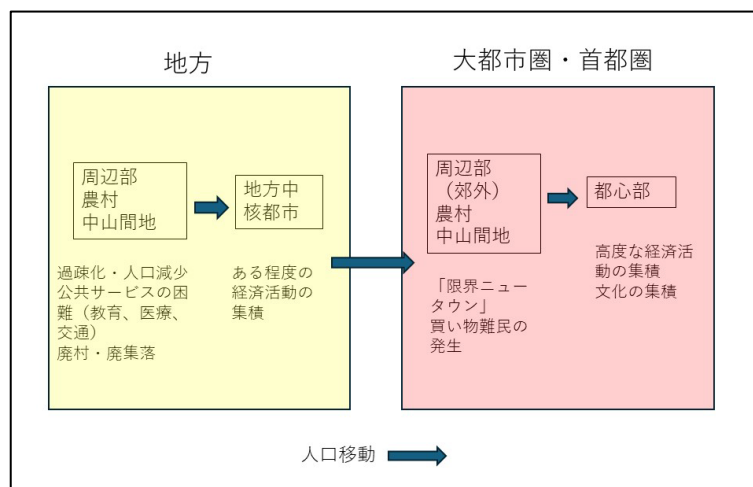 地方
大都市圏・首都圏
周辺部
農村
中山間地
地方中
核都市
過疎化・人口減少
公共サービスの困
難（教育、医療、
交通）
廃村・廃集落
ある程度の
経済活動の
集積
周辺部
（郊外）
農村
中山間地
都心部
「限界ニュー
タウン」
買い物難民の
発生
高度な経済活
動の集積
文化の集積
人口移動